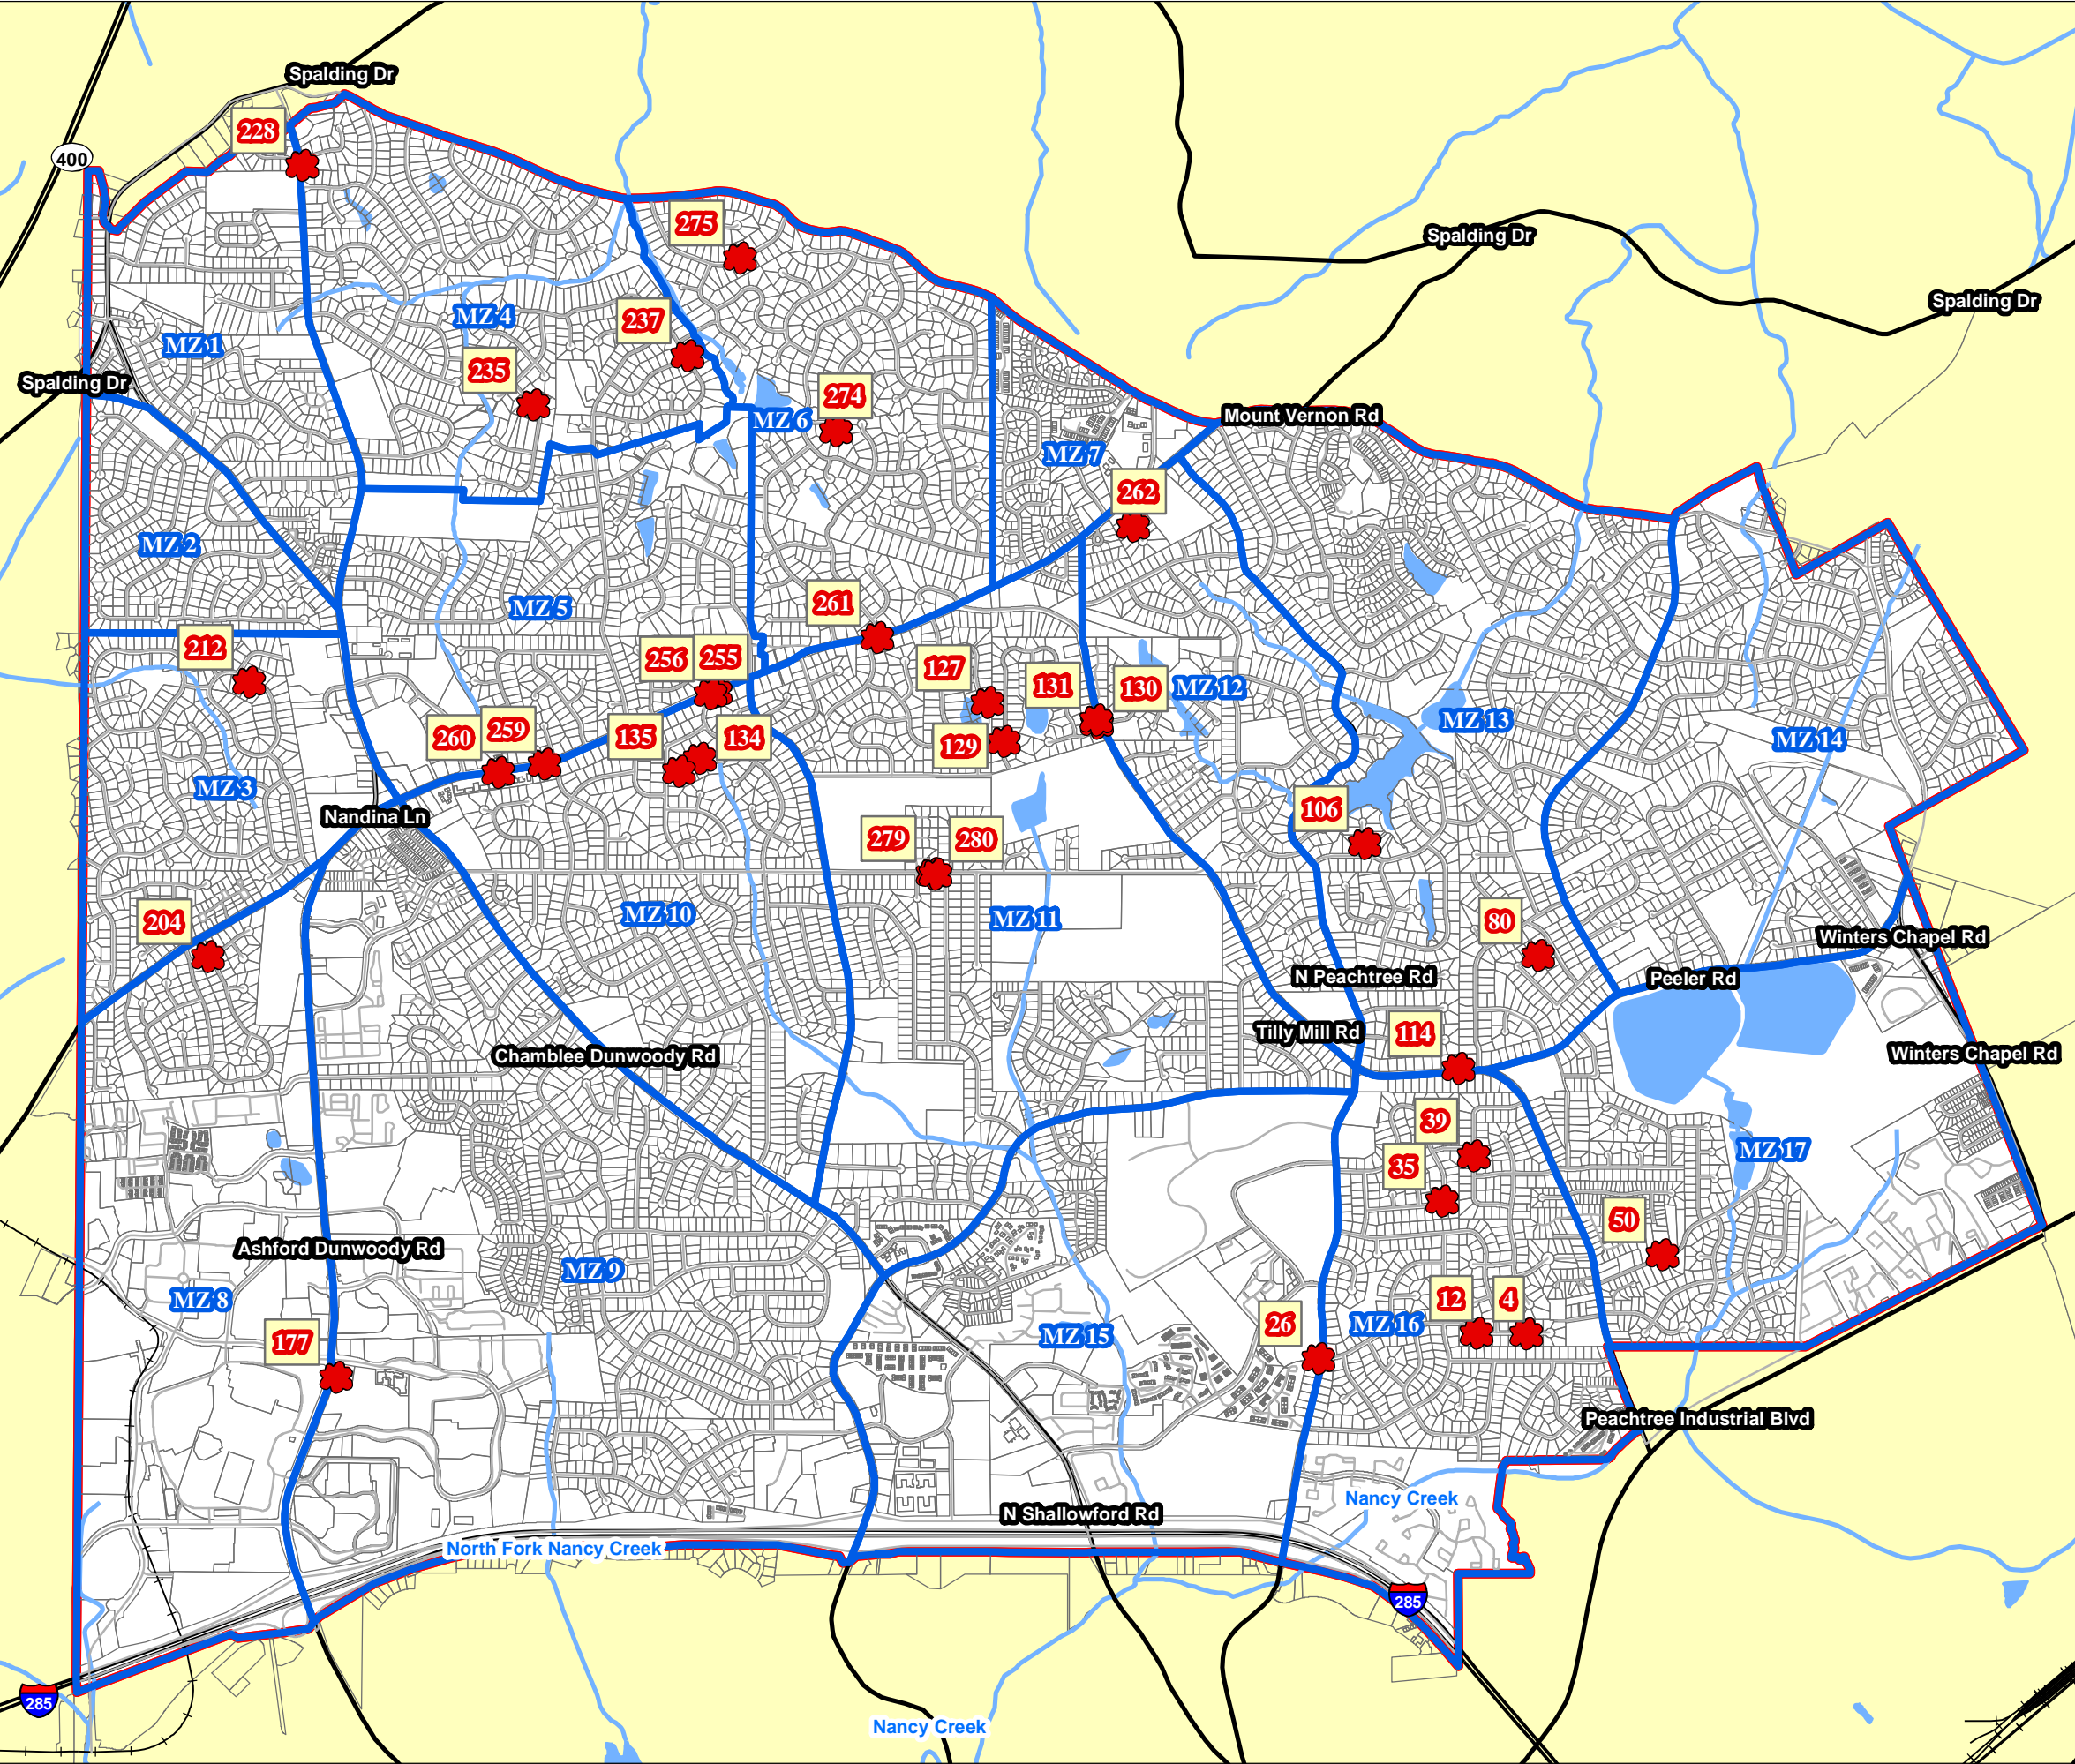 Spalding Dr
228
400
275
Spalding Dr
Spalding Dr
MZ 4
237
MZ 1
235
Spalding Dr
274
Mount Vernon Rd
MZ 6
MZ 7
262
MZ 2
261
MZ 5
212
256
255
127
131
130
MZ 12
260
259
135
134
129
MZ 13
MZ 14
MZ 3
Nandina Ln
106
279
280
204
MZ 10
MZ 11
80
Winters Chapel Rd
N Peachtree Rd
Peeler Rd
Tilly Mill Rd
114
Chamblee Dunwoody Rd
Winters Chapel Rd
39
MZ 17
35
50
Ashford Dunwoody Rd
MZ 9
MZ 8
12
4
26
MZ 16
MZ 15
177
Peachtree Industrial Blvd
Nancy Creek
N Shallowford Rd
North Fork Nancy Creek
285
285
Nancy Creek